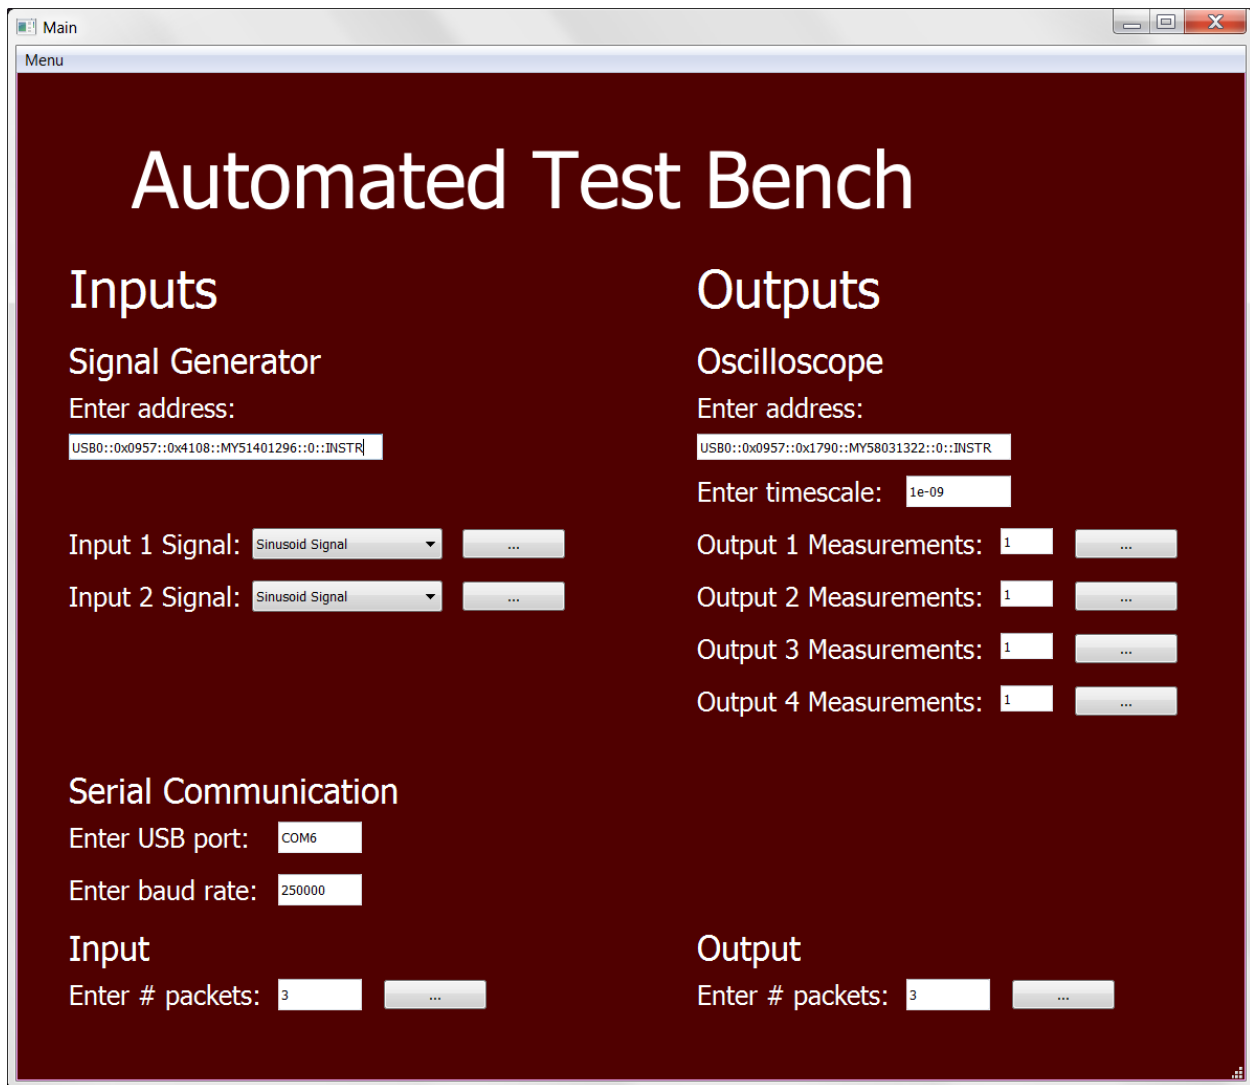 Main
Menu
Automated Test Bench
Inputs
Signal Generator
Enter address:
USB0::0x0957::0x4108::MY51401296::0::INSTR
Input 1 Signal: Sinusoid Signal ...
Input 2 Signal: Sinusoid Signal ...
Outputs
Oscilloscope
Enter address:
USB0::0x0957::0x1790::MY58031322::0::INSTR
Enter timescale: 1e-09
Output 1 Measurements: 1 ...
Output 2 Measurements: 1 ...
Output 3 Measurements: 1 ...
Output 4 Measurements: 1 ...
Serial Communication
Enter USB port: COM6
Enter baud rate: 250000
Input
Enter # packets: 3 ...
Output
Enter # packets: 3 ...